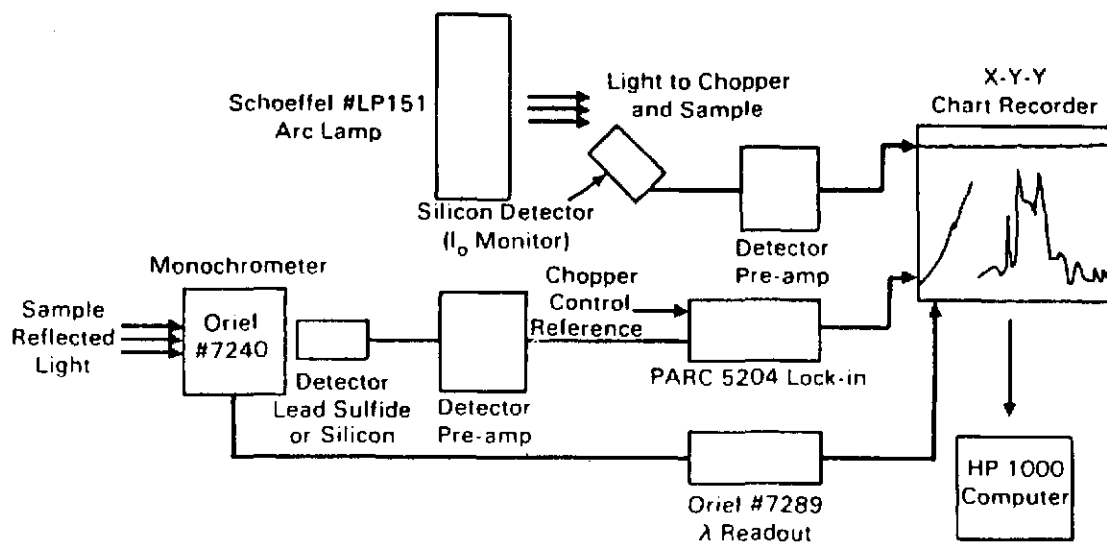 Schoeffel #LP151
Arc Lamp
Light to Chopper
and Sample
X-Y-Y
Chart Recorder
Silicon Detector
(Io Monitor)
Detector
Pre-amp
Monochrometer
Sample
Reflected
Light
Oriel
#7240
Detector
Lead Sulfide
or Silicon
Detector
Pre-amp
Chopper
Control
Reference
PARC 5204 Lock-in
Oriel #7289
λ Readout
HP 1000
Computer